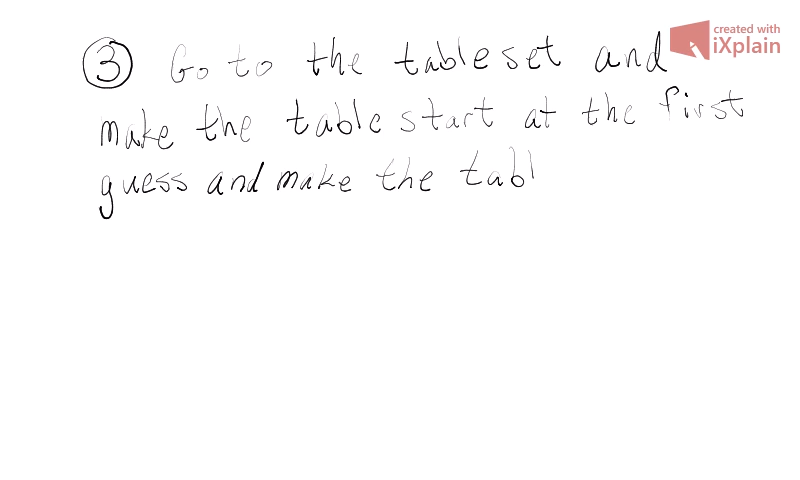 created with
iXplain
③ Go to the tableset and
make the table start at the first
guess and make the tabl